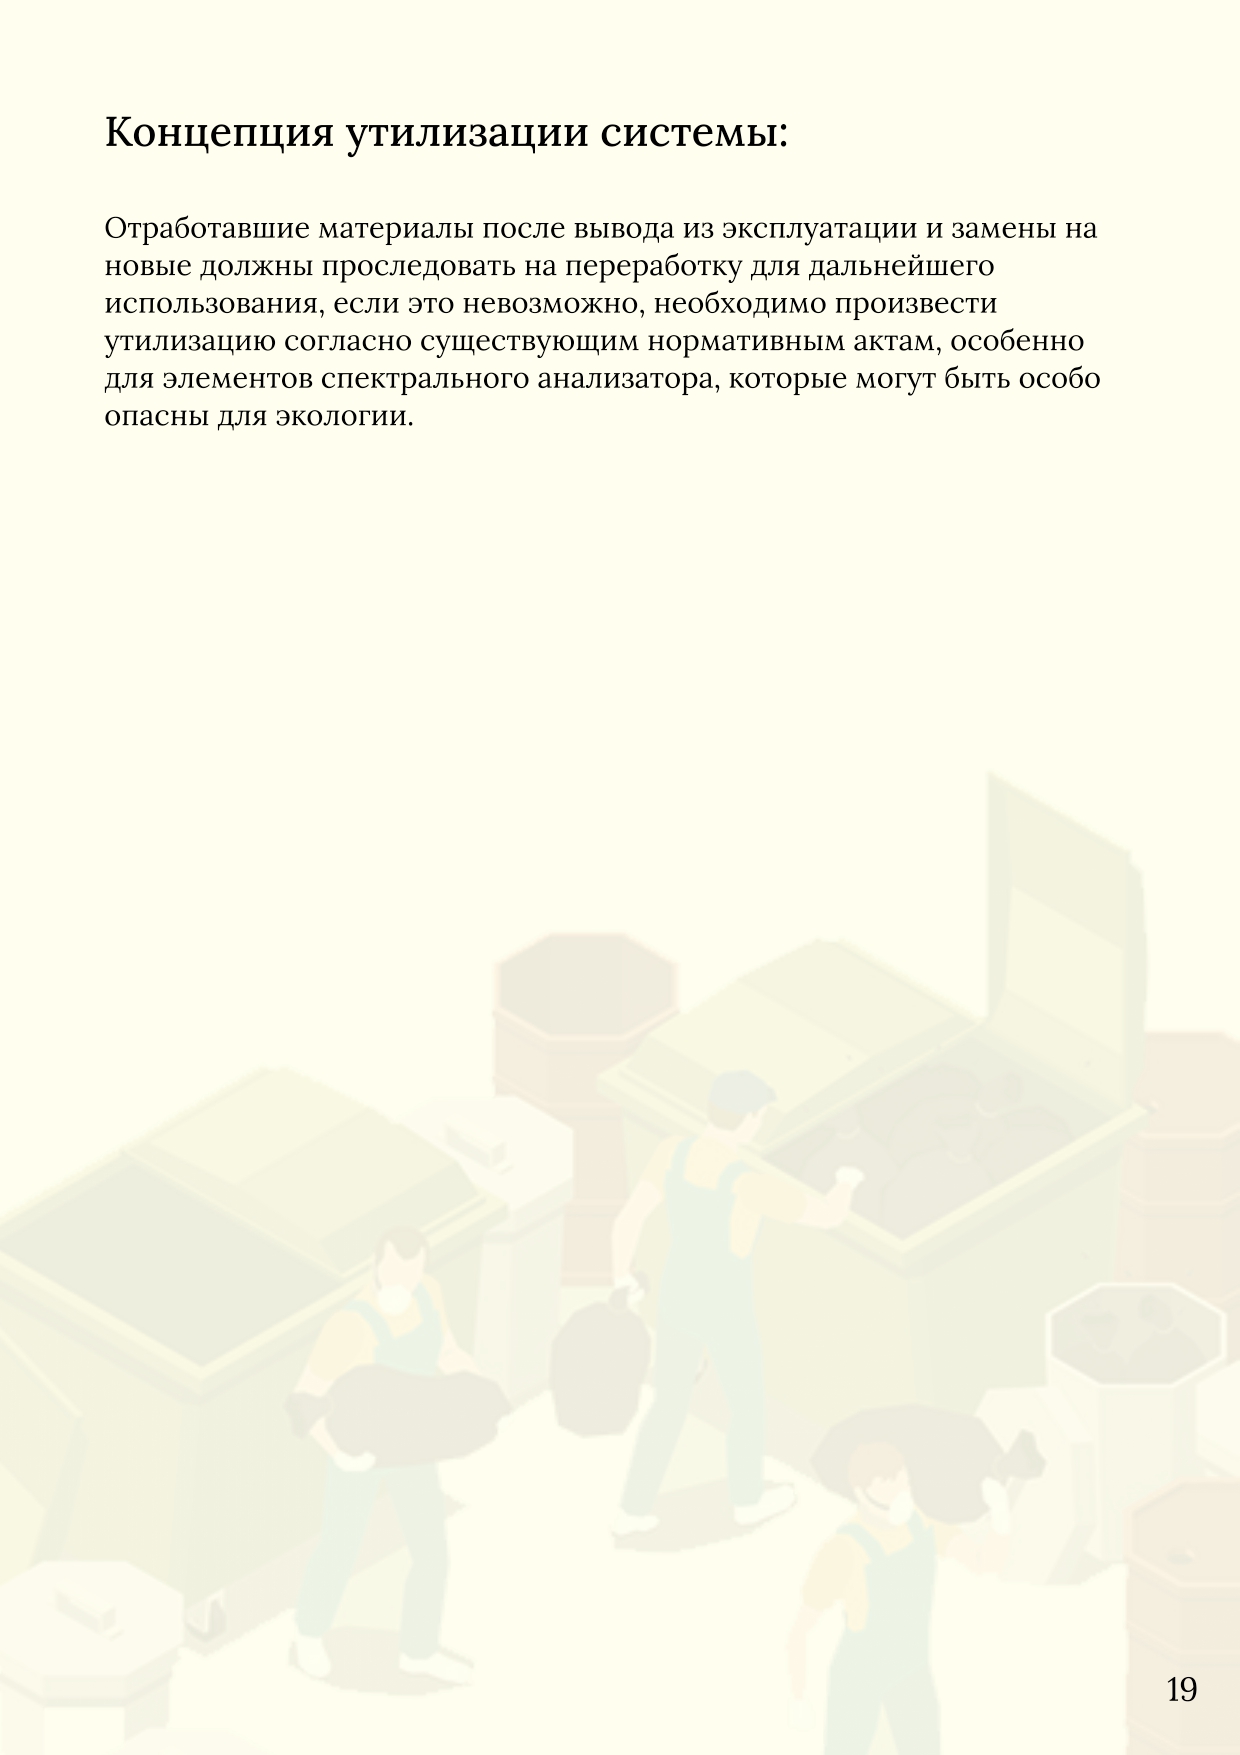 Концепция утилизации системы:
Отработавшие материалы после вывода из эксплуатации и замены на
новые должны проследовать на переработку для дальнейшего
использования, если это невозможно, необходимо произвести
утилизацию согласно существующим нормативным актам, особенно
для элементов спектрального анализатора, которые могут быть особо
опасны для экологии.
19